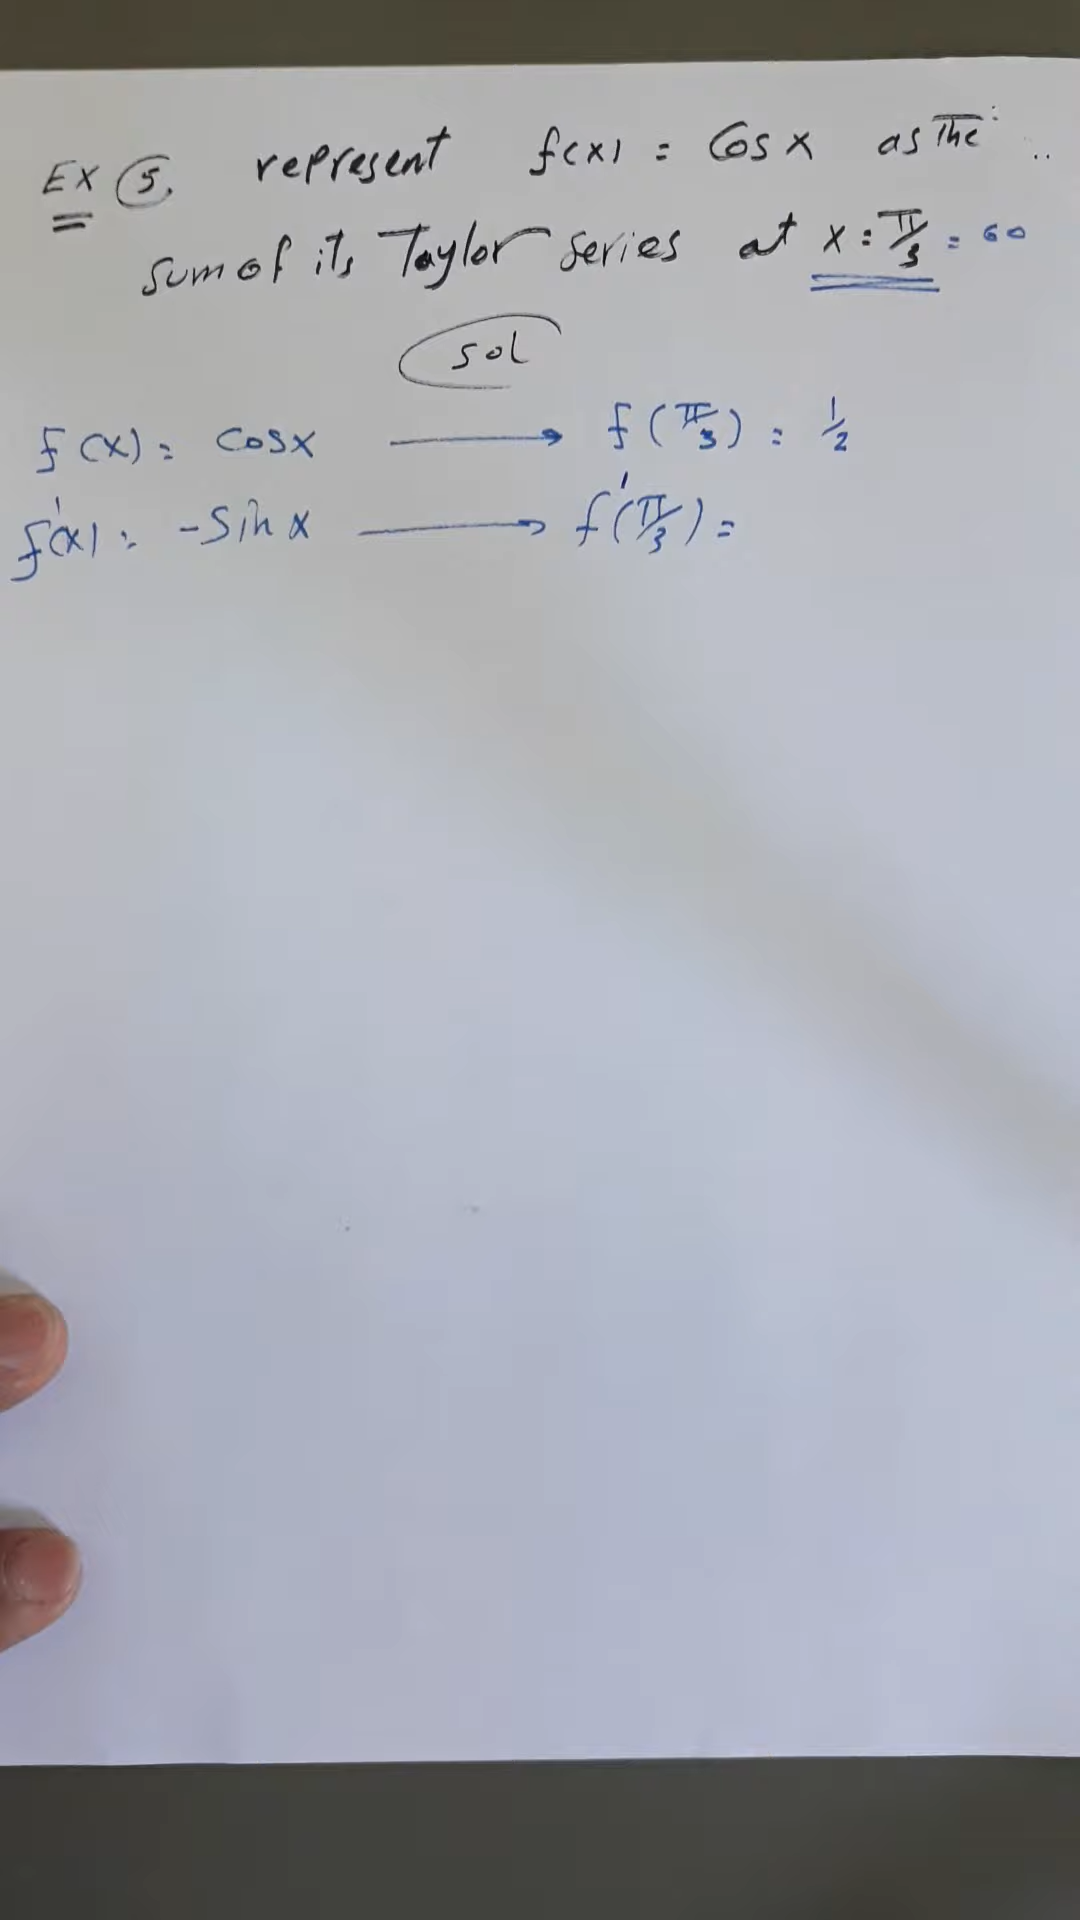 EX 5, represent f(x) = Cos x as the
sum of its Taylor series at x = π/3 = 60
sol
f(x) = cosx → f(π/3) = 1/2
f'(x) = -Sin x → f'(π/3) =